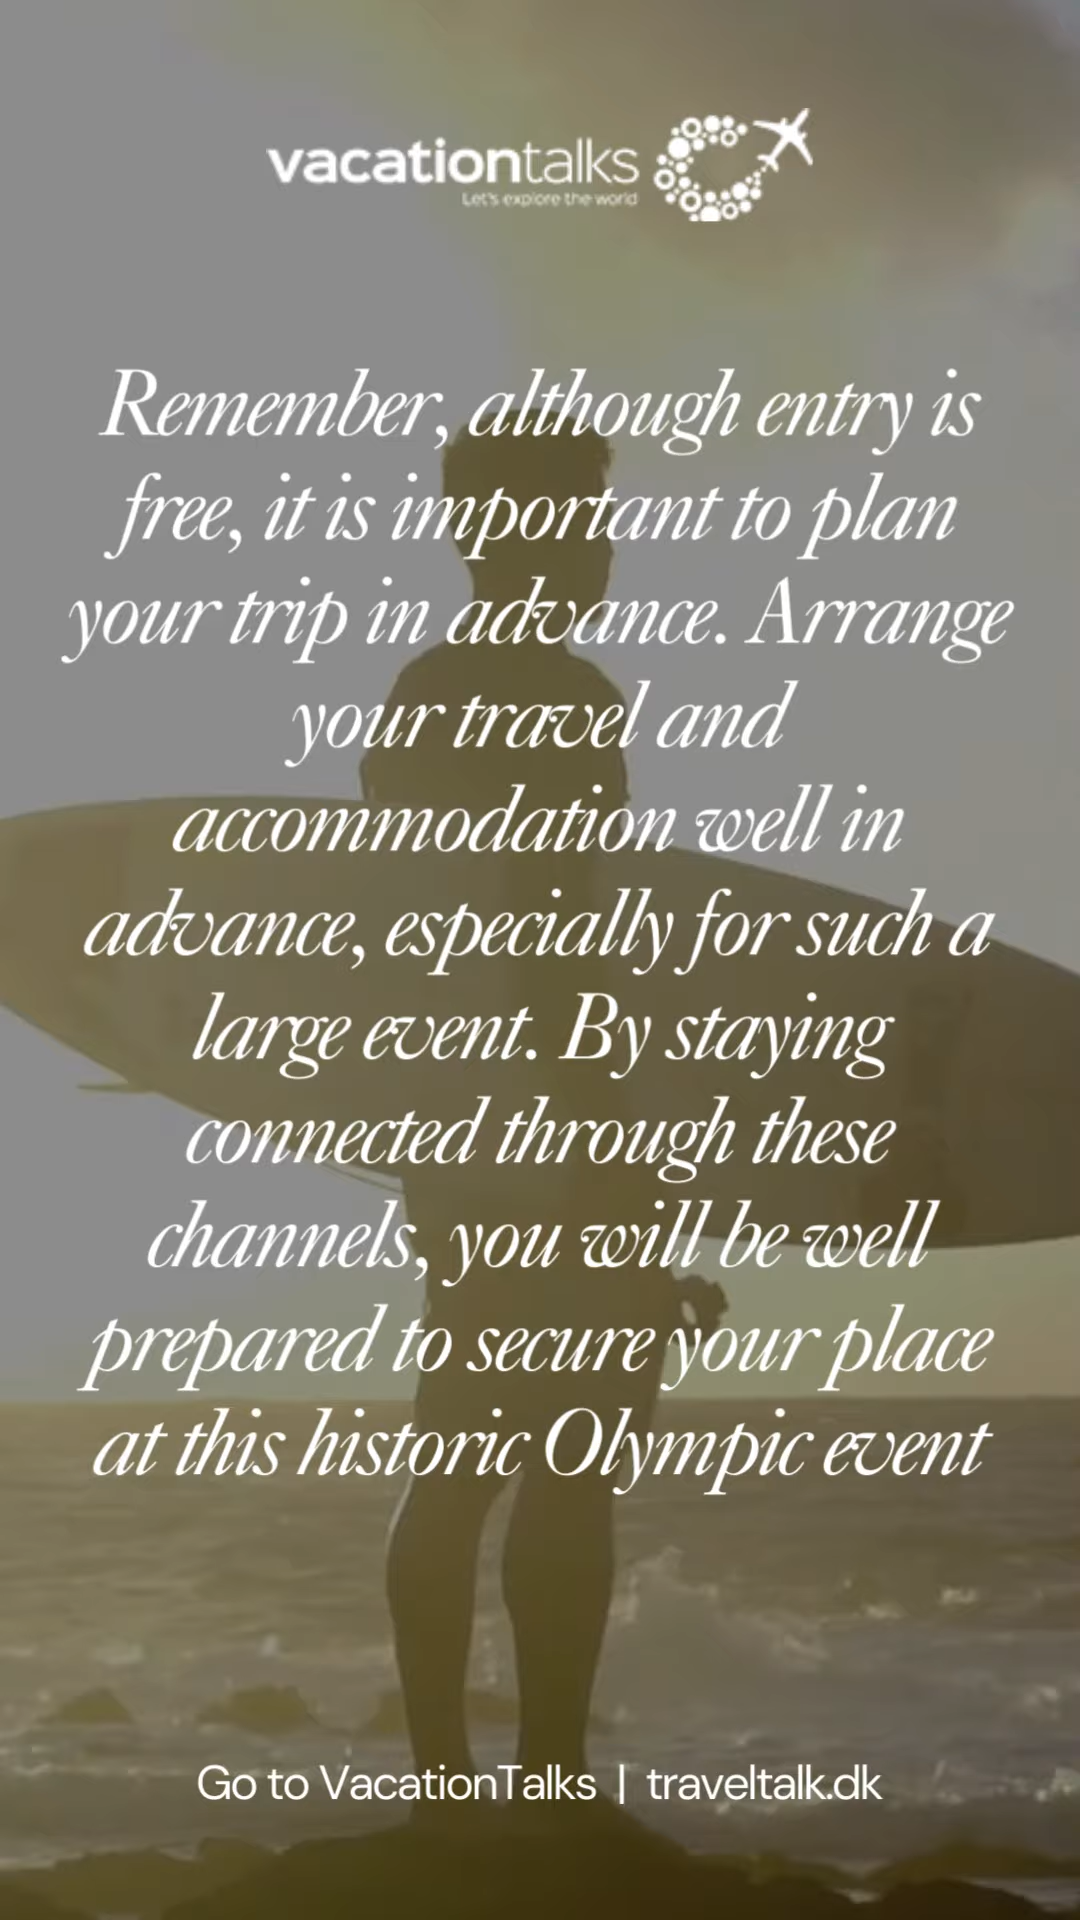 vacationtalks
Let's explore the world
Remember, although entry is
free, it is important to plan
your trip in advance. Arrange
your travel and
accommodation well in
advance, especially for such a
large event. By staying
connected through these
channels, you will be well
prepared to secure your place
at this historic Olympic event
Go to VacationTalks | traveltalk.dk